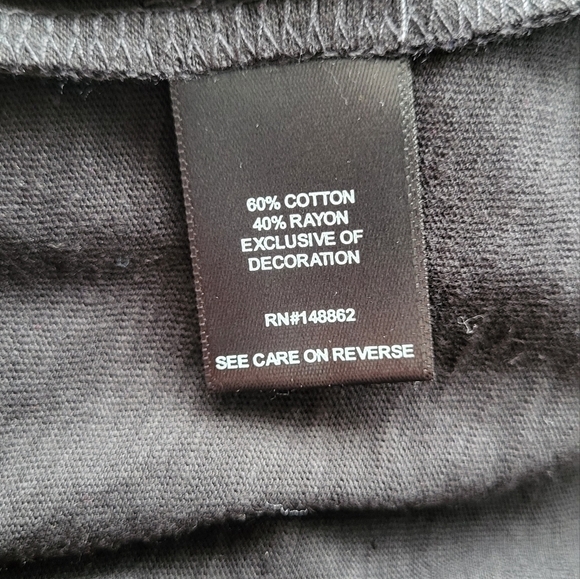 60% COTTON
40% RAYON
EXCLUSIVE OF
DECORATION
RN#148862
SEE CARE ON REVERSE